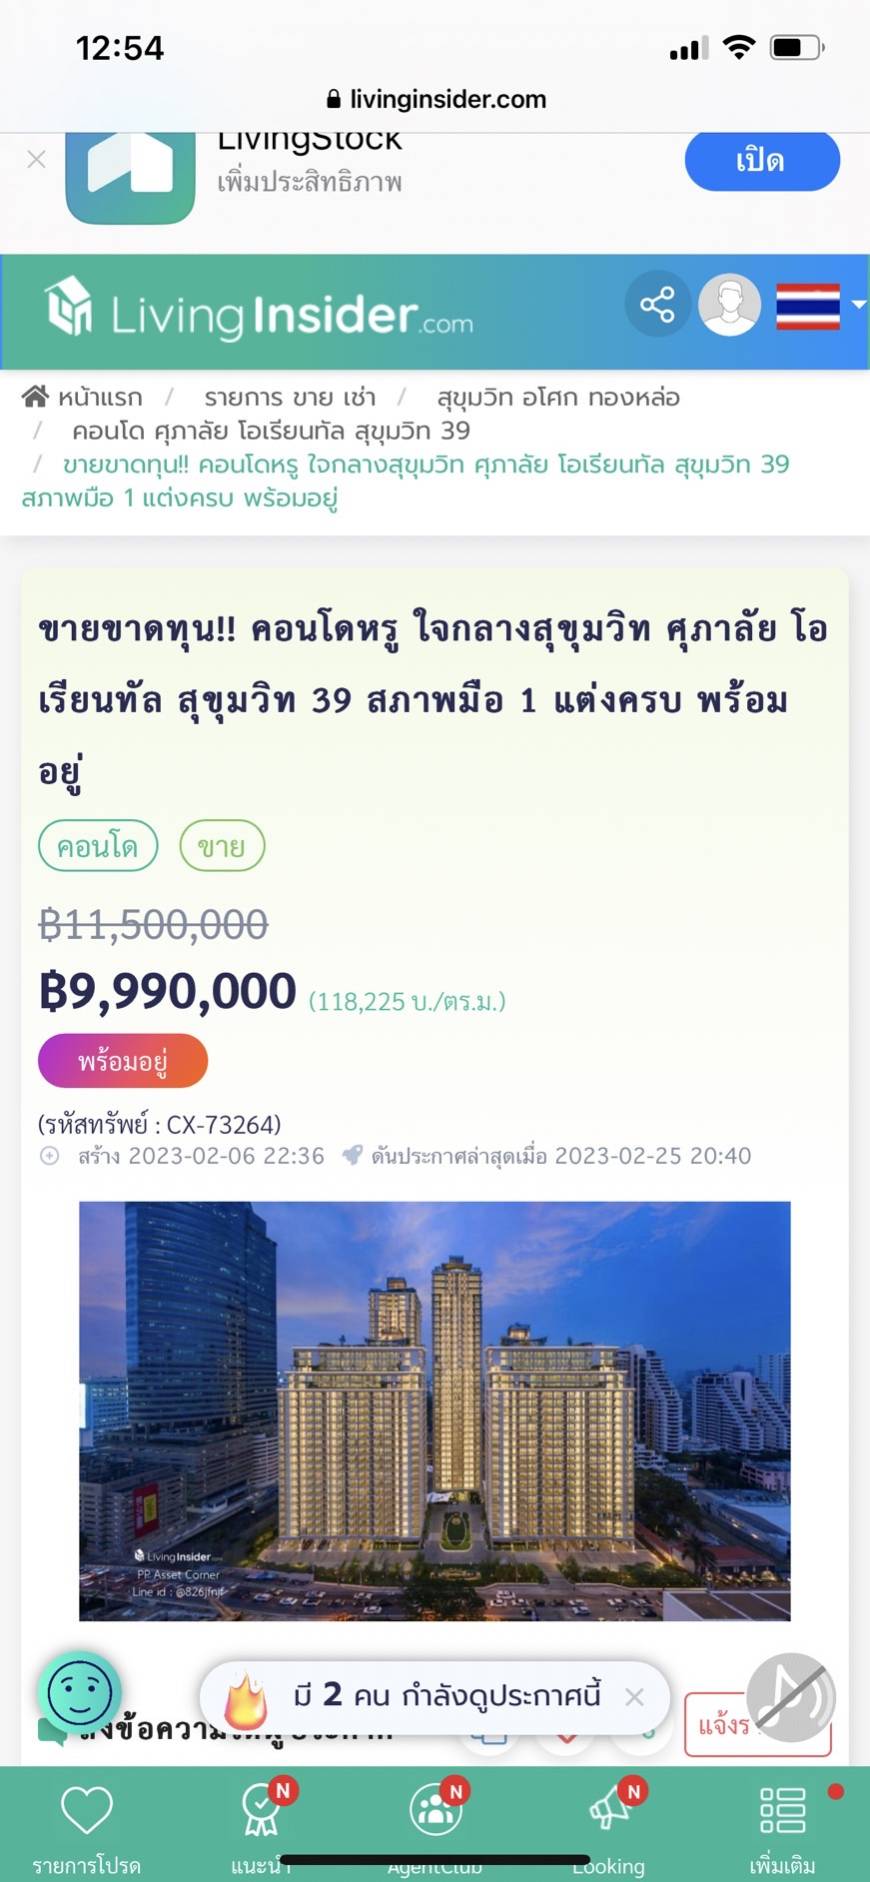 12:54
livinginsider.com
LivingStock
เพิ่มประสิทธิภาพ
เปิด
LivingInsider.com
หน้าแรก / รายการ ขาย เช่า / สุขุมวิท อโศก ทองหล่อ
/ คอนโด ศุภาลัย โอเรียนทัล สุขุมวิท 39
/ ขายขาดทุน!! คอนโดหรู ใจกลางสุขุมวิท ศุภาลัย โอเรียนทัล สุขุมวิท 39
สภาพมือ 1 แต่งครบ พร้อมอยู่
ขายขาดทุน!! คอนโดหรู ใจกลางสุขุมวิท ศุภาลัย โอ
เรียนทัล สุขุมวิท 39 สภาพมือ 1 แต่งครบ พร้อม
อยู่
คอนโด ขาย
฿11,500,000
฿9,990,000 (118,225 บ./ตร.ม.)
พร้อมอยู่
(รหัสทรัพย์ : CX-73264)
สร้าง 2023-02-06 22:36 ดันประกาศล่าสุดเมื่อ 2023-02-25 20:40
LivingInsider.com
PP Asset Corner
Line id : @826jfnjf
มี 2 คน กำลังดูประกาศนี้
แจ้งร
N N N
รายการโปรด แนะนำ AgentClub Looking เพิ่มเติม